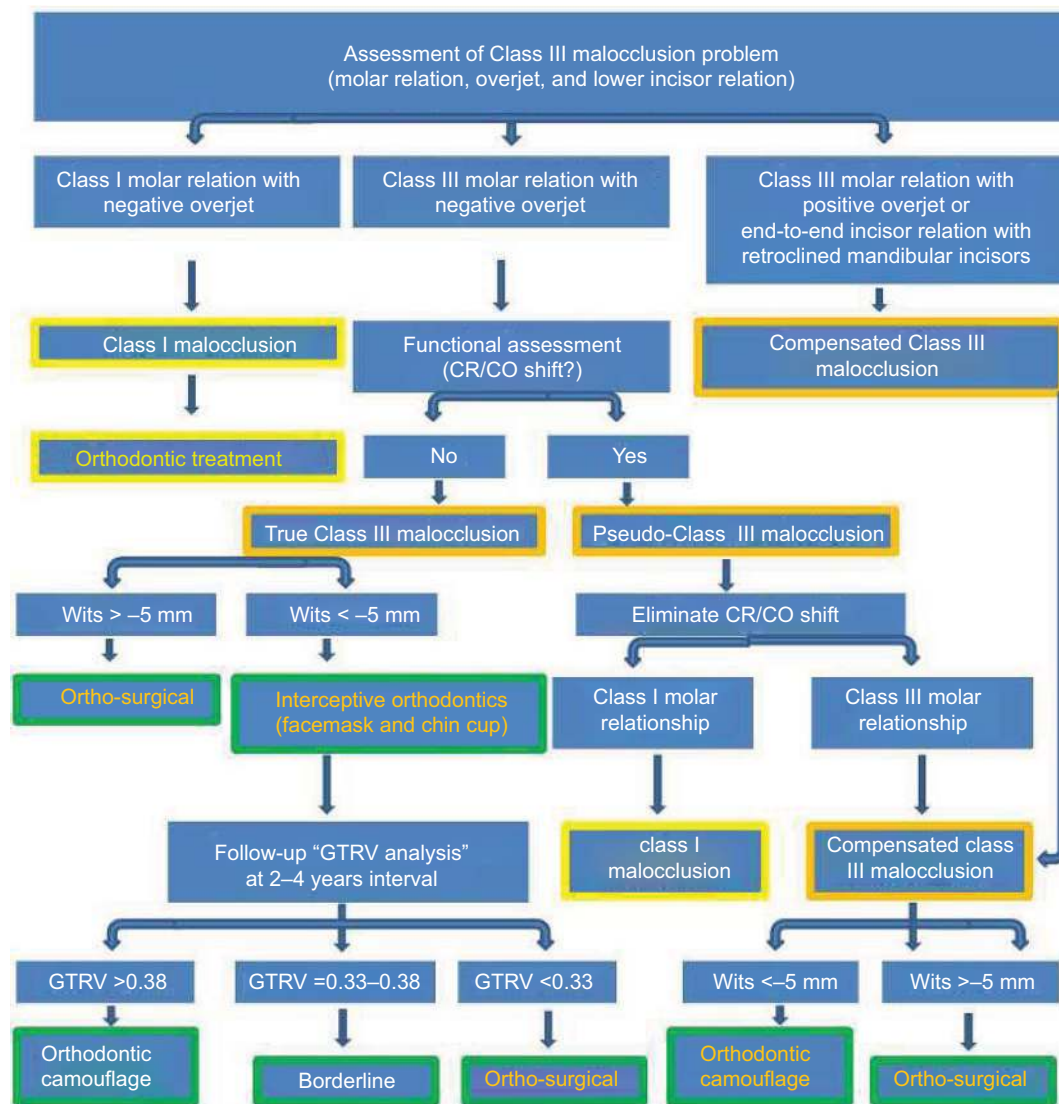 Assessment of Class III malocclusion problem
(molar relation, overjet, and lower incisor relation)
Class I molar relation with
negative overjet
Class III molar relation with
negative overjet
Class III molar relation with
positive overjet or
end-to-end incisor relation with
retroclined mandibular incisors
Class I malocclusion
Functional assessment
(CR/CO shift?)
Compensated Class III
malocclusion
Orthodontic treatment
No
Yes
True Class III malocclusion
Pseudo-Class III malocclusion
Wits > –5 mm
Wits < –5 mm
Eliminate CR/CO shift
Ortho-surgical
Interceptive orthodontics
(facemask and chin cup)
Class I molar
relationship
Class III molar
relationship
Follow-up “GTRV analysis”
at 2–4 years interval
class I
malocclusion
Compensated class
III malocclusion
GTRV >0.38
GTRV =0.33–0.38
GTRV <0.33
Wits <–5 mm
Wits >–5 mm
Orthodontic
camouflage
Borderline
Ortho-surgical
Orthodontic
camouflage
Ortho-surgical